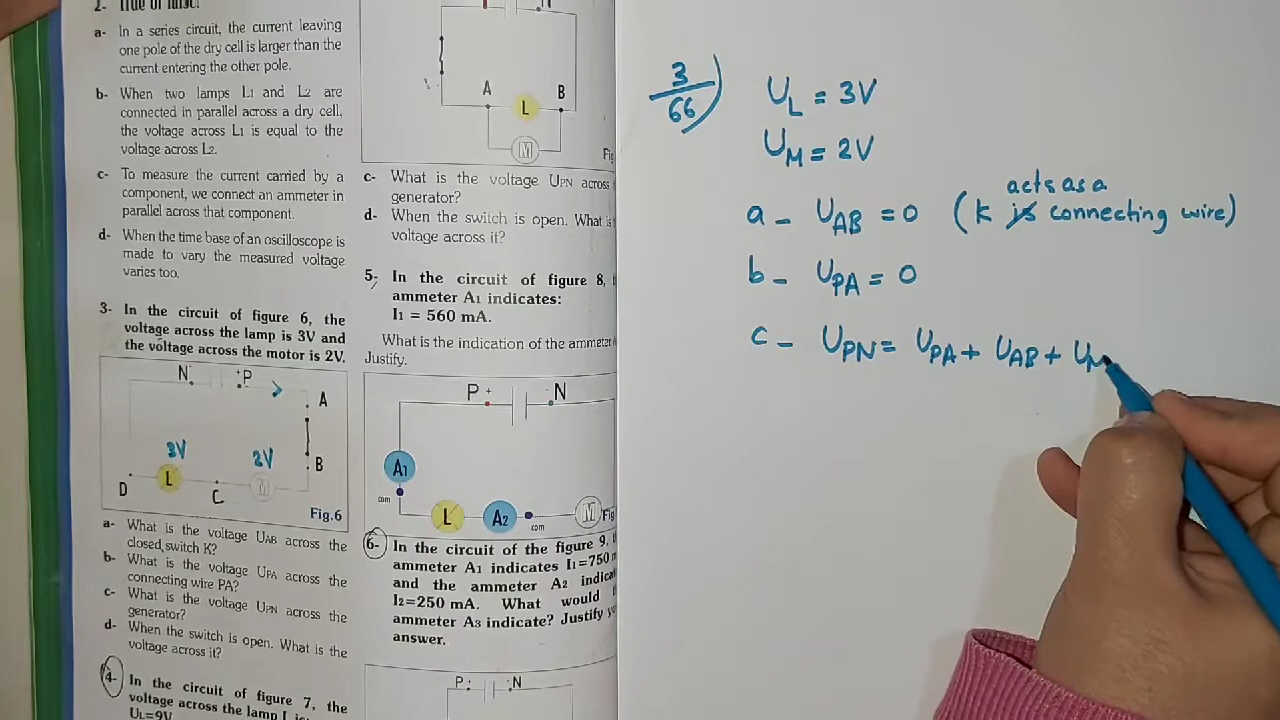 2- True or false.
a- In a series circuit, the current leaving
one pole of the dry cell is larger than the
current entering the other pole.
b- When two lamps L1 and L2 are
connected in parallel across a dry cell,
the voltage across L1 is equal to the
voltage across L2.
c- To measure the current carried by a
component, we connect an ammeter in
parallel across that component.
d- When the time base of an oscilloscope is
made to vary the measured voltage
varies too.
3- In the circuit of figure 6, the
voltage across the lamp is 3V and
the voltage across the motor is 2V.
N +P
A
3V 2V B
D L C M
Fig.6
a- What is the voltage UAB across the
closed switch K?
b- What is the voltage UPA across the
connecting wire PA?
c- What is the voltage UPN across the
generator?
d- When the switch is open. What is the
voltage across it?
4- In the circuit of figure 7, the
voltage across the lamp L
UL=9V
A B
L
M
c- What is the voltage UPN across
generator?
d- When the switch is open. What is
voltage across it?
5- In the circuit of figure 8,
ammeter A1 indicates:
I1 = 560 mA.
What is the indication of the ammeter
Justify.
P + N
A1
com
L A2 com M Fig
6- In the circuit of the figure 9,
ammeter A1 indicates I1=750
and the ammeter A2
I2=250 mA. What would
ammeter A3 indicate? Justify
answer.
P N
3/66)
UL = 3V
UM = 2V
acts as a
a- UAB = 0 (K is connecting wire)
b- UPA = 0
c- UPN = UPA + UAB + UM